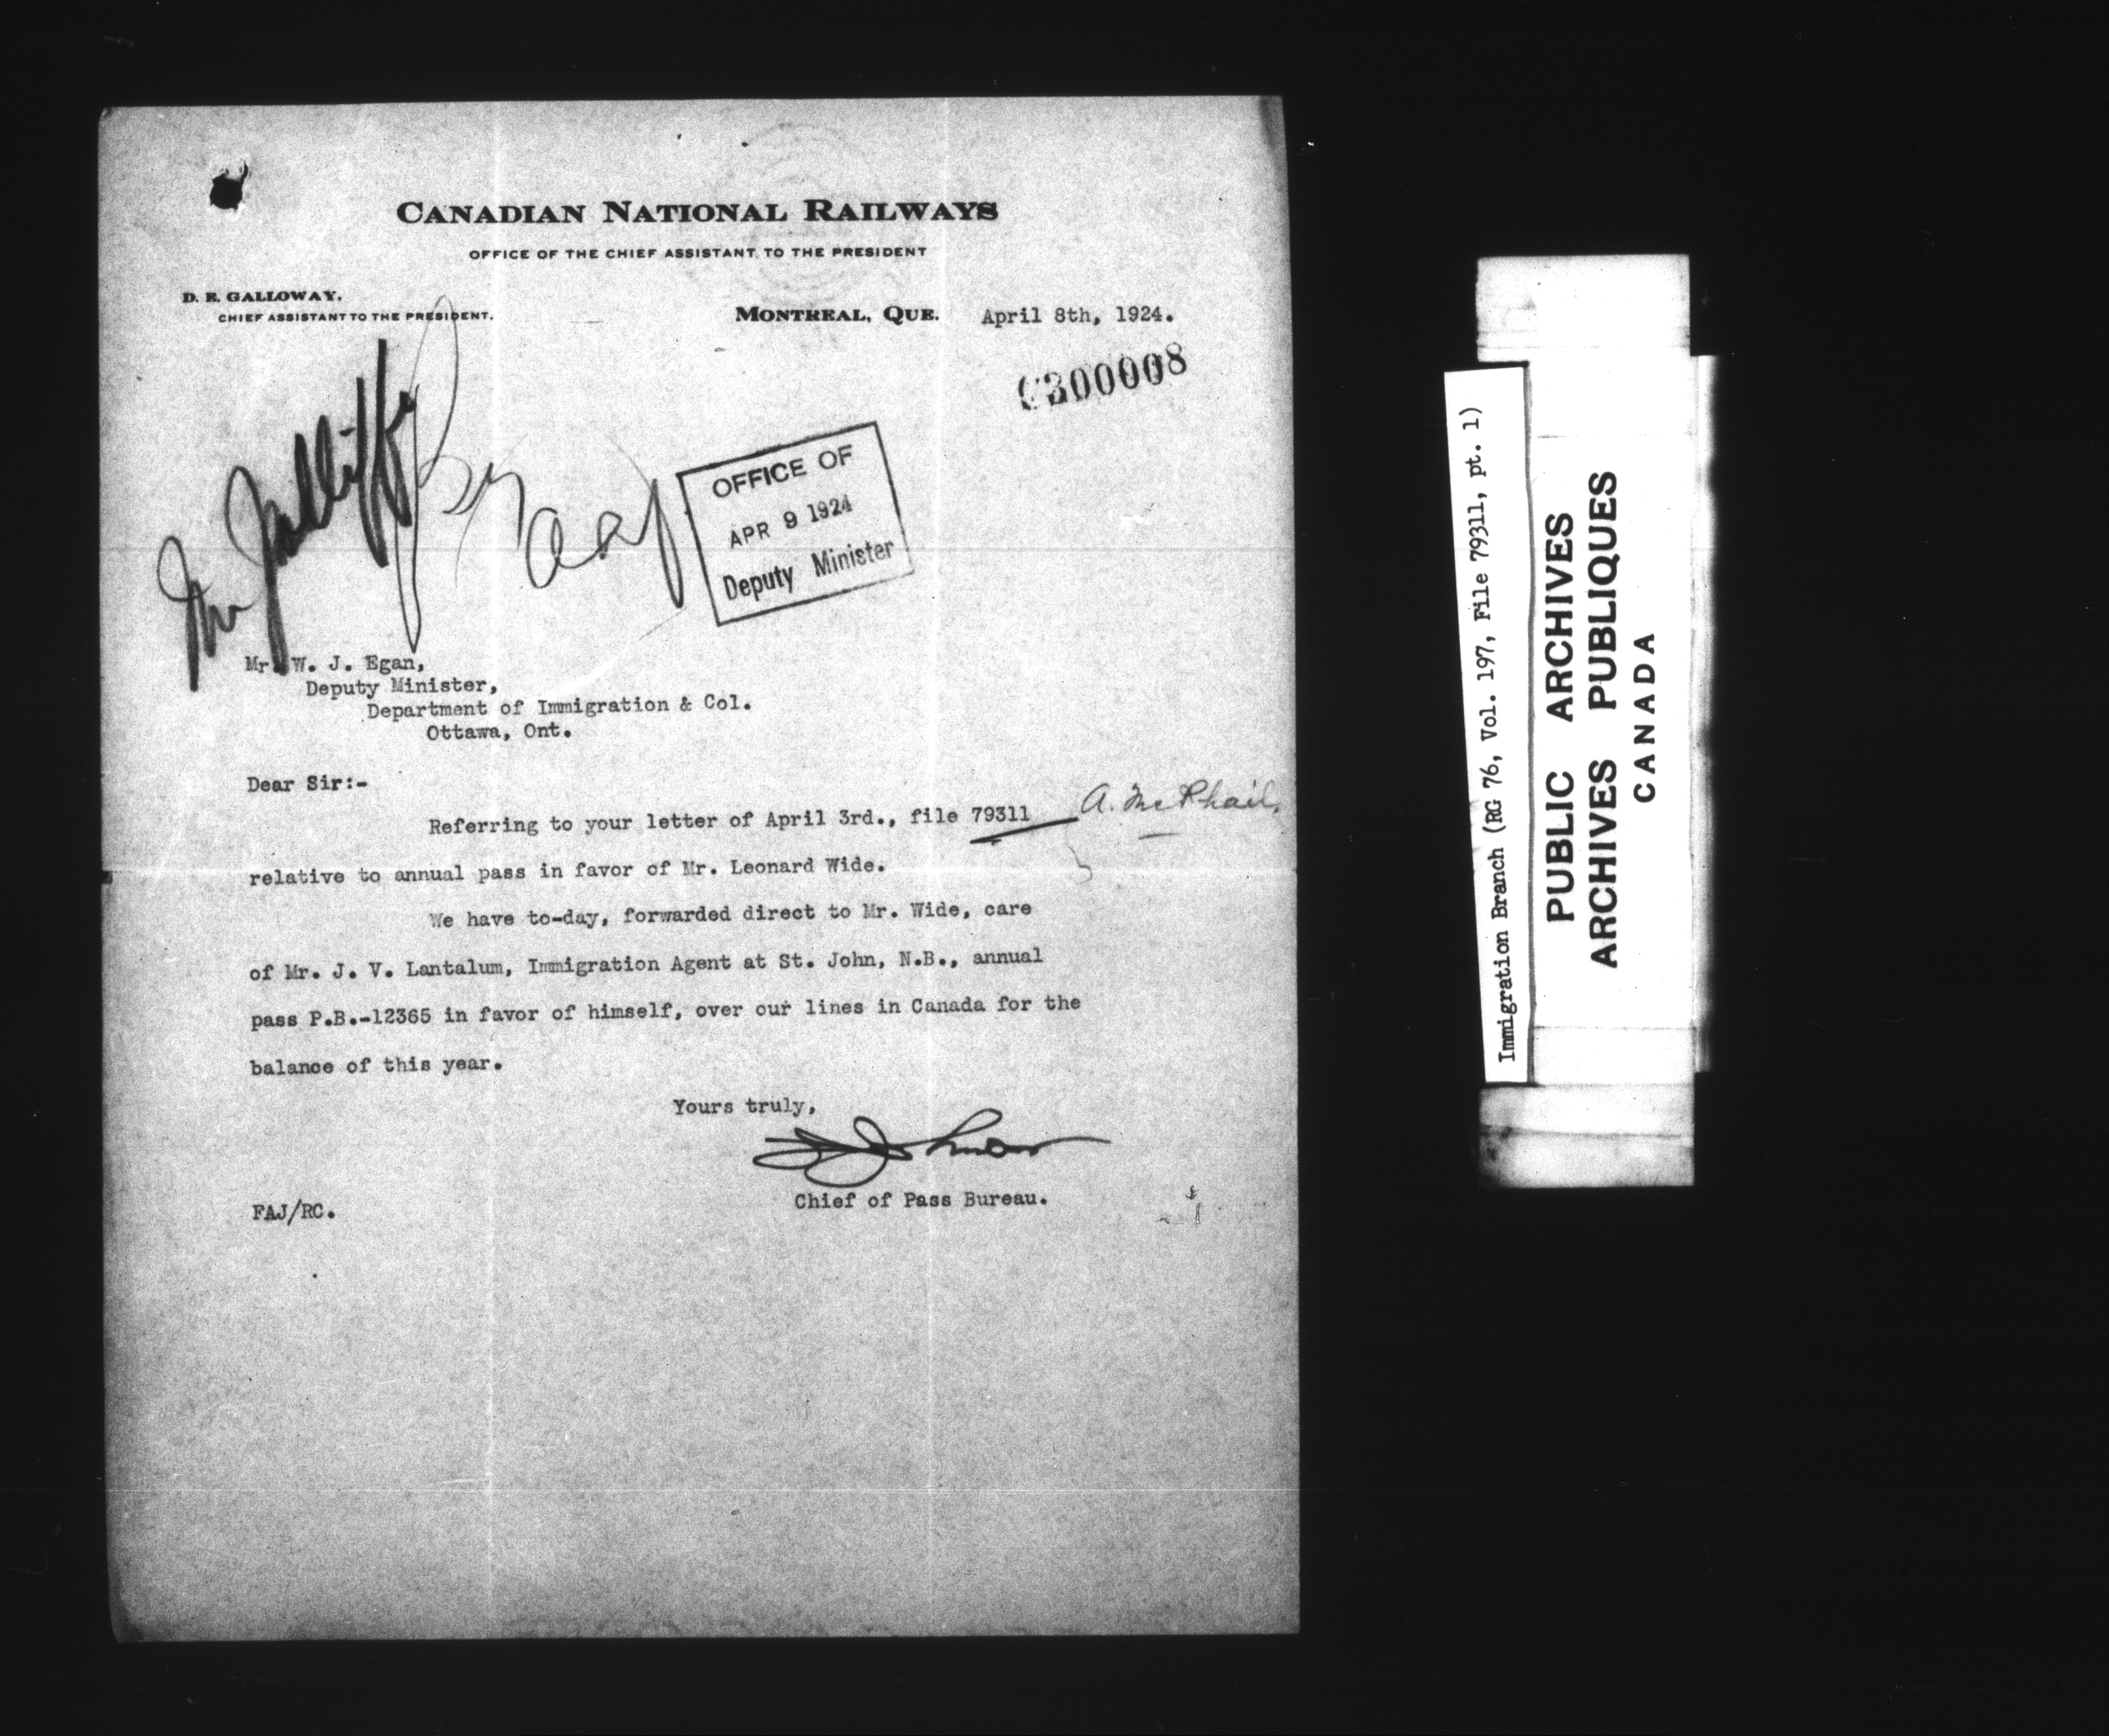 CANADIAN NATIONAL RAILWAYS
OFFICE OF THE CHIEF ASSISTANT TO THE PRESIDENT
D. E. GALLOWAY,
CHIEF ASSISTANT TO THE PRESIDENT.
MONTREAL, QUE. April 8th, 1924.
300008
Mr Jolliffe
OFFICE OF
APR 9 1924
Deputy Minister
Mr. W. J. Egan,
Deputy Minister,
Department of Immigration & Col.
Ottawa, Ont.
Dear Sir:-
Referring to your letter of April 3rd., file 79311 A. McPhail,
relative to annual pass in favor of Mr. Leonard Wide.
We have to-day, forwarded direct to Mr. Wide, care
of Mr. J. V. Lantalum, Immigration Agent at St. John, N.B., annual
pass P.B.-12365 in favor of himself, over our lines in Canada for the
balance of this year.
Yours truly,
Chief of Pass Bureau.
FAJ/RC.
Immigration Branch (RG 76, Vol. 197, File 79311, pt. 1)
PUBLIC ARCHIVES
ARCHIVES PUBLIQUES
CANADA